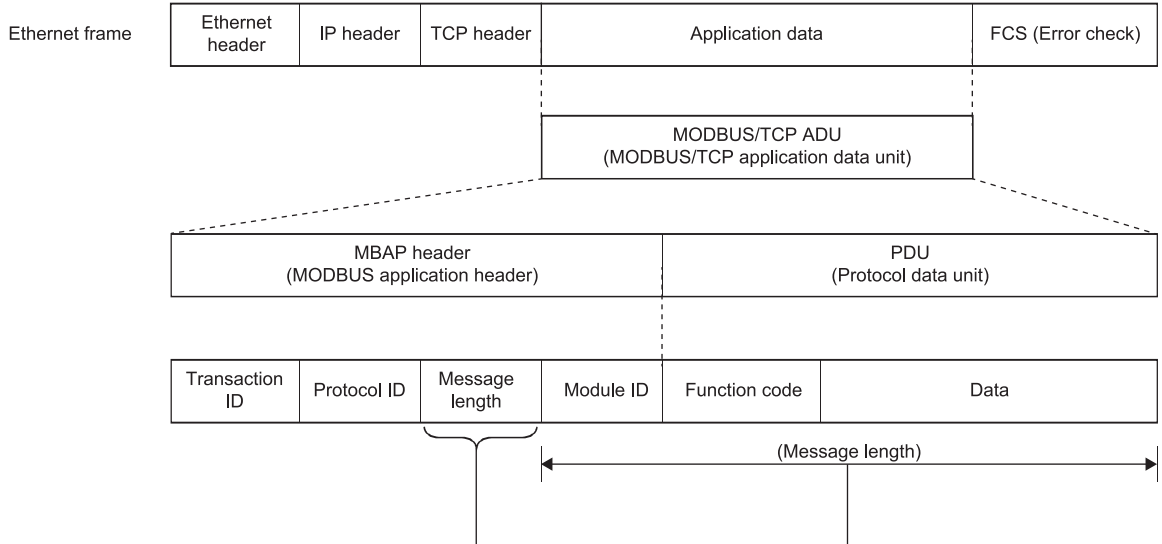 Ethernet frame
Ethernet
header
IP header
TCP header
Application data
FCS (Error check)
MODBUS/TCP ADU
(MODBUS/TCP application data unit)
MBAP header
(MODBUS application header)
PDU
(Protocol data unit)
Transaction
ID
Protocol ID
Message
length
Module ID
Function code
Data
(Message length)